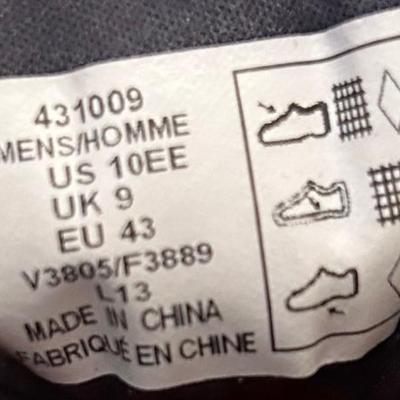 431009
MENS/HOMME
US 10EE
UK 9
EU 43
V3805/F3889
L13
MADE IN CHINA
FABRIQUÉ EN CHINE